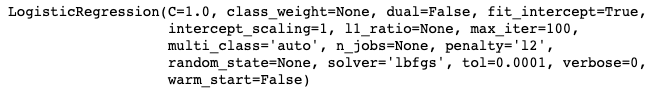 LogisticRegression(C=1.0, class_weight=None, dual=False, fit_intercept=True,
intercept_scaling=1, l1_ratio=None, max_iter=100,
multi_class='auto', n_jobs=None, penalty='l2',
random_state=None, solver='lbfgs', tol=0.0001, verbose=0,
warm_start=False)